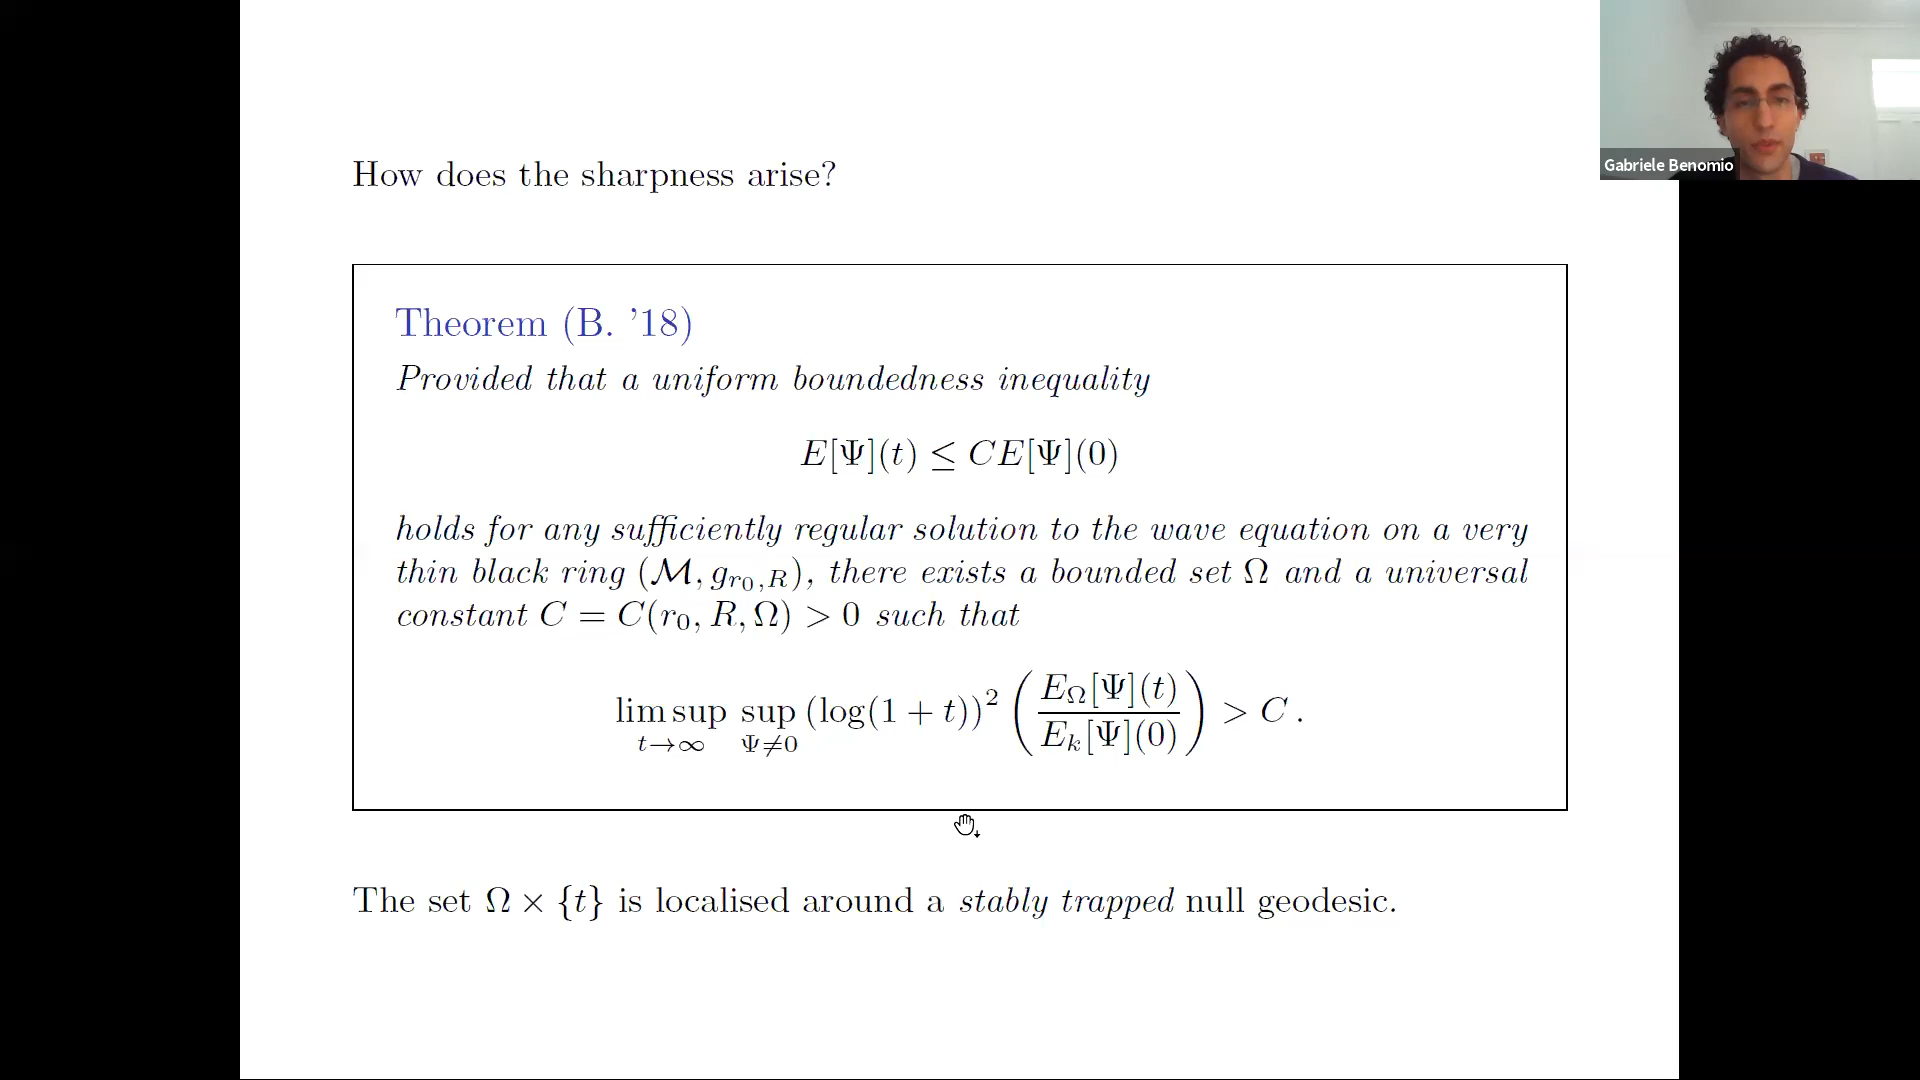 How does the sharpness arise?
Gabriele Benomio
Theorem (B. '18)
Provided that a uniform boundedness inequality
E[Ψ](t) ≤ CE[Ψ](0)
holds for any sufficiently regular solution to the wave equation on a very
thin black ring (ℳ, g_{r_0,R}), there exists a bounded set Ω and a universal
constant C = C(r_0, R, Ω) > 0 such that
lim sup_{t→∞} sup_{Ψ≠0} (log(1 + t))^2 (E_Ω[Ψ](t) / E_k[Ψ](0)) > C .
The set Ω × {t} is localised around a stably trapped null geodesic.